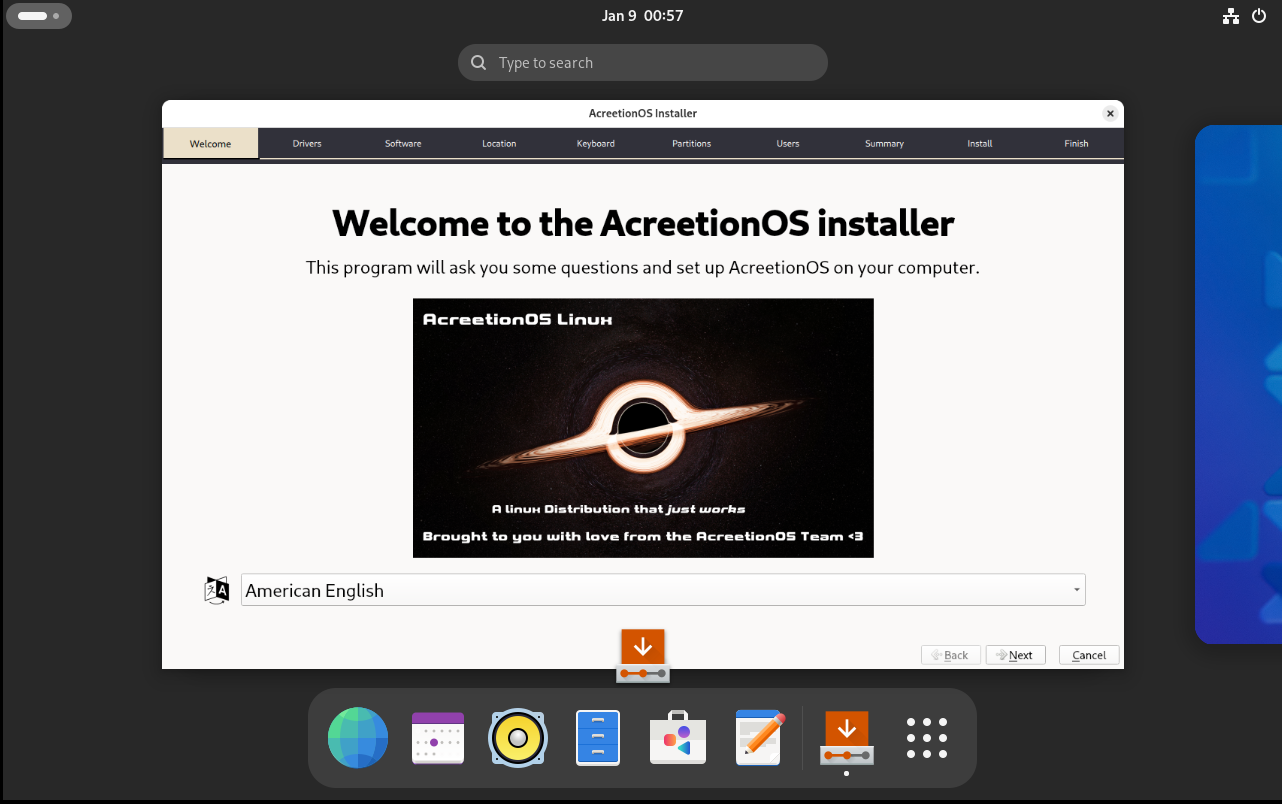 Jan 9 00:57
Type to search
AcreetionOS Installer
Welcome Drivers Software Location Keyboard Partitions Users Summary Install Finish
Welcome to the AcreetionOS installer
This program will ask you some questions and set up AcreetionOS on your computer.
AcreetionOS Linux
A linux Distribution that just works
Brought to you with love from the AcreetionOS Team <3
American English
Back Next Cancel